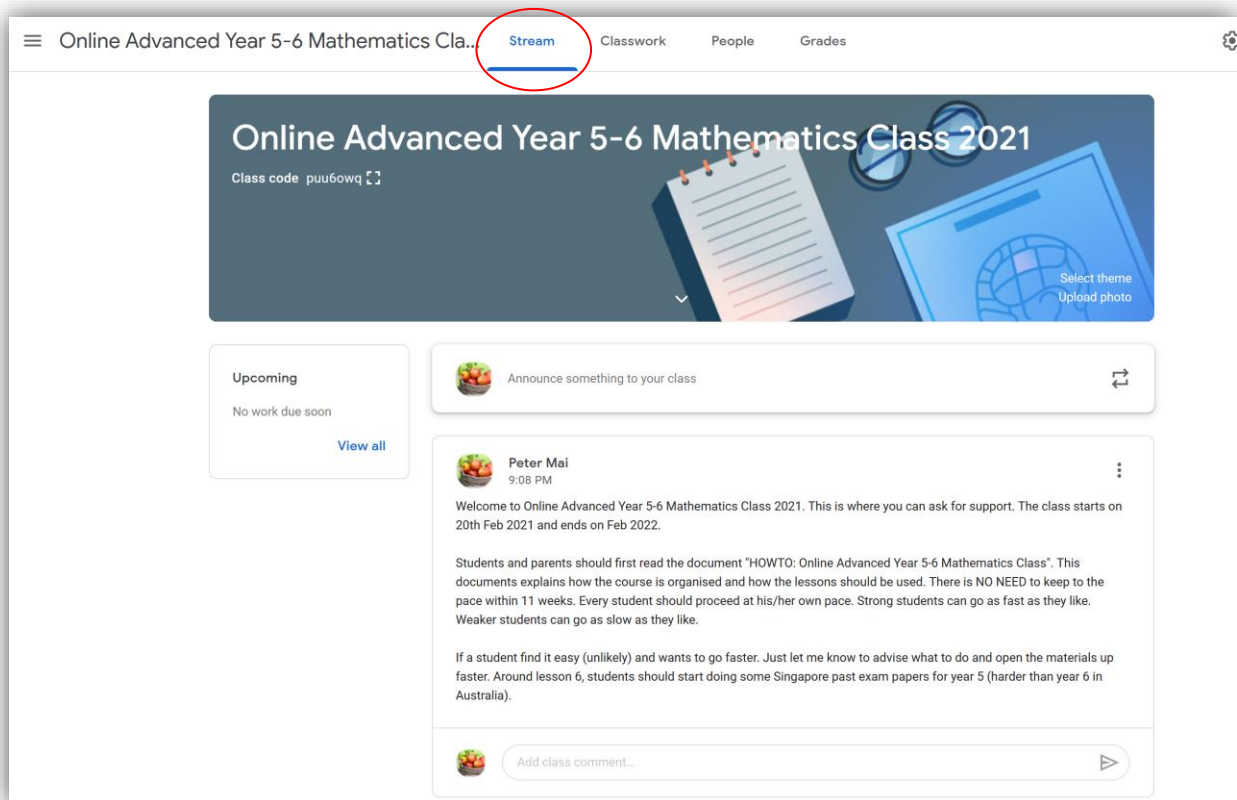 Online Advanced Year 5-6 Mathematics Cla...
Stream
Classwork
People
Grades
Online Advanced Year 5-6 Mathematics Class 2021
Class code puu6owq
Select theme
Upload photo
Upcoming
No work due soon
View all
Announce something to your class
Peter Mai
9:08 PM
Welcome to Online Advanced Year 5-6 Mathematics Class 2021. This is where you can ask for support. The class starts on
20th Feb 2021 and ends on Feb 2022.
Students and parents should first read the document "HOWTO: Online Advanced Year 5-6 Mathematics Class". This
documents explains how the course is organised and how the lessons should be used. There is NO NEED to keep to the
pace within 11 weeks. Every student should proceed at his/her own pace. Strong students can go as fast as they like.
Weaker students can go as slow as they like.
If a student find it easy (unlikely) and wants to go faster. Just let me know to advise what to do and open the materials up
faster. Around lesson 6, students should start doing some Singapore past exam papers for year 5 (harder than year 6 in
Australia).
Add class comment...